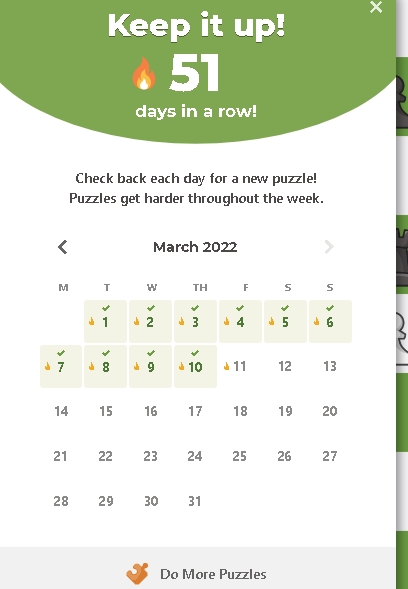 Keep it up!
51
days in a row!
Check back each day for a new puzzle!
Puzzles get harder throughout the week.
March 2022
M T W TH F S S
1 2 3 4 5 6
7 8 9 10 11 12 13
14 15 16 17 18 19 20
21 22 23 24 25 26 27
28 29 30 31
Do More Puzzles